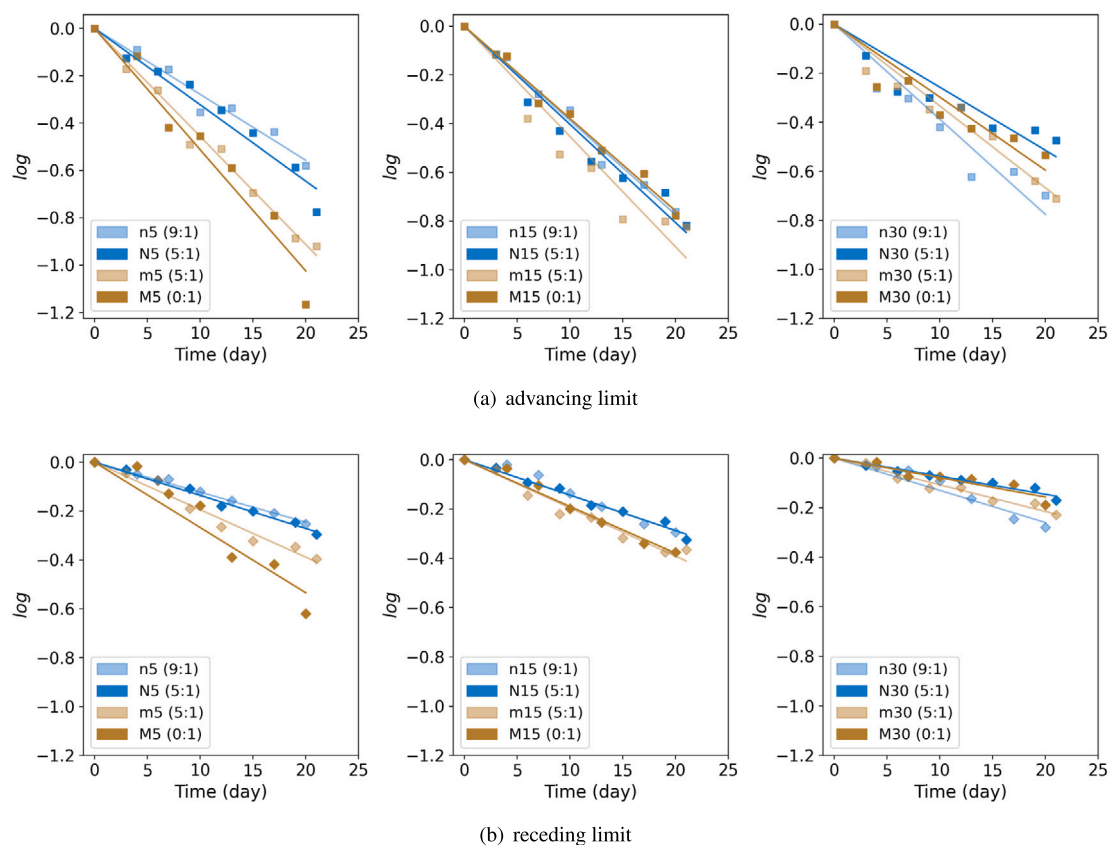 0.0
−0.2
−0.4
−0.6
−0.8
−1.0
−1.2
log
n5 (9:1)
N5 (5:1)
m5 (5:1)
M5 (0:1)
0 5 10 15 20 25
Time (day)
0.0
−0.2
−0.4
−0.6
−0.8
−1.0
−1.2
log
n15 (9:1)
N15 (5:1)
m15 (5:1)
M15 (0:1)
0 5 10 15 20 25
Time (day)
0.0
−0.2
−0.4
−0.6
−0.8
−1.0
−1.2
log
n30 (9:1)
N30 (5:1)
m30 (5:1)
M30 (0:1)
0 5 10 15 20 25
Time (day)
(a) advancing limit
0.0
−0.2
−0.4
−0.6
−0.8
−1.0
−1.2
log
n5 (9:1)
N5 (5:1)
m5 (5:1)
M5 (0:1)
0 5 10 15 20 25
Time (day)
0.0
−0.2
−0.4
−0.6
−0.8
−1.0
−1.2
log
n15 (9:1)
N15 (5:1)
m15 (5:1)
M15 (0:1)
0 5 10 15 20 25
Time (day)
0.0
−0.2
−0.4
−0.6
−0.8
−1.0
−1.2
log
n30 (9:1)
N30 (5:1)
m30 (5:1)
M30 (0:1)
0 5 10 15 20 25
Time (day)
(b) receding limit